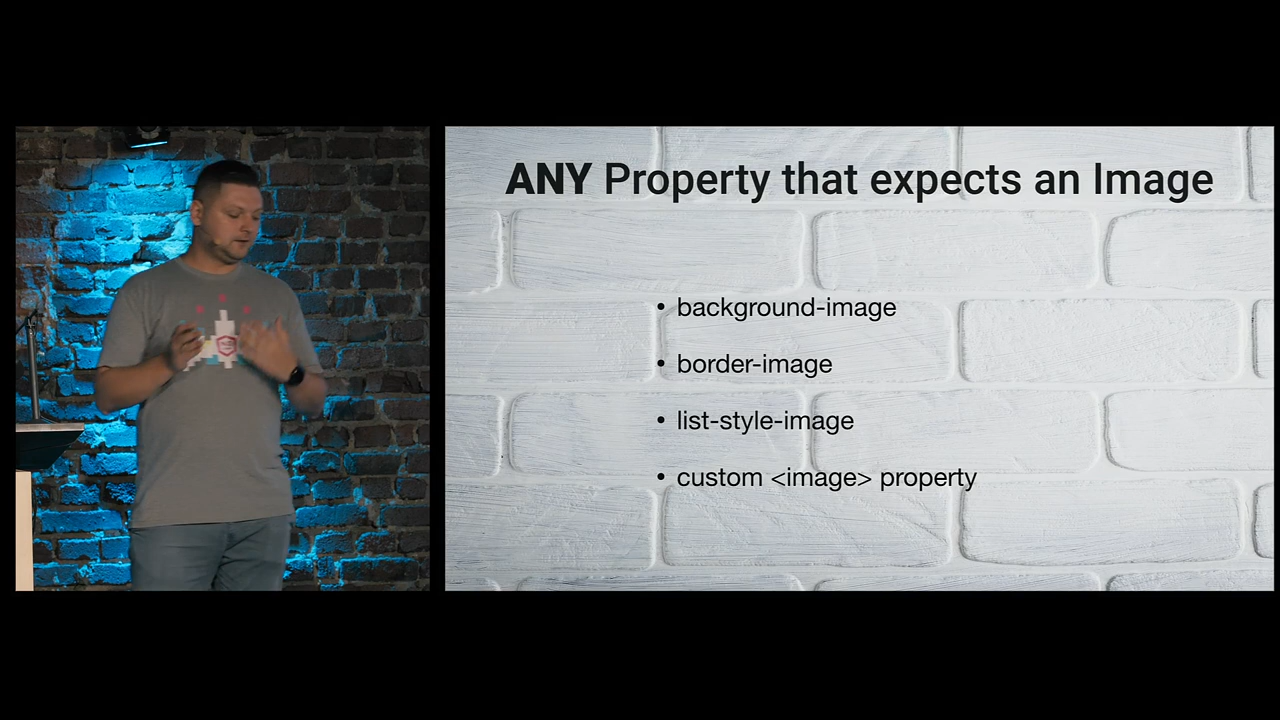 ANY Property that expects an Image
• background-image
• border-image
• list-style-image
• custom <image> property